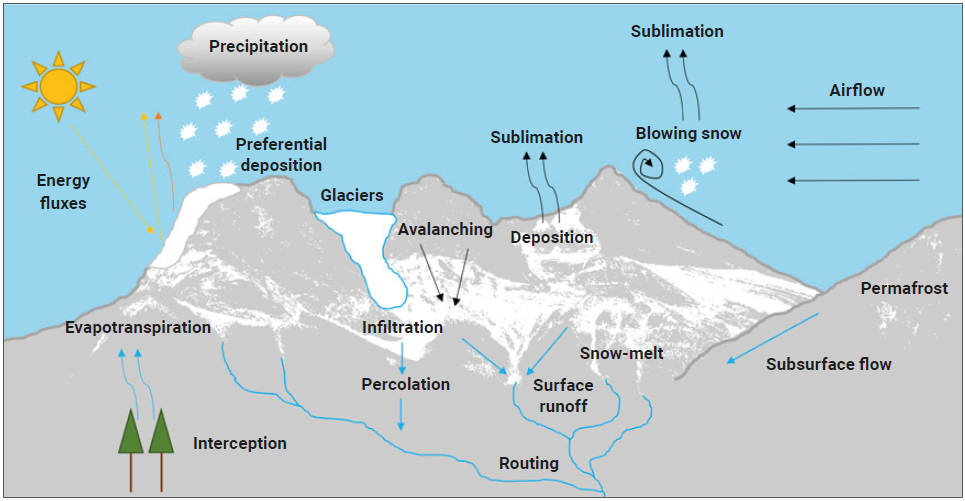 Precipitation
Sublimation
Airflow
Blowing snow
Sublimation
Preferential
deposition
Energy
fluxes
Glaciers
Avalanching
Deposition
Permafrost
Evapotranspiration
Infiltration
Snow-melt
Subsurface flow
Percolation
Surface
runoff
Interception
Routing